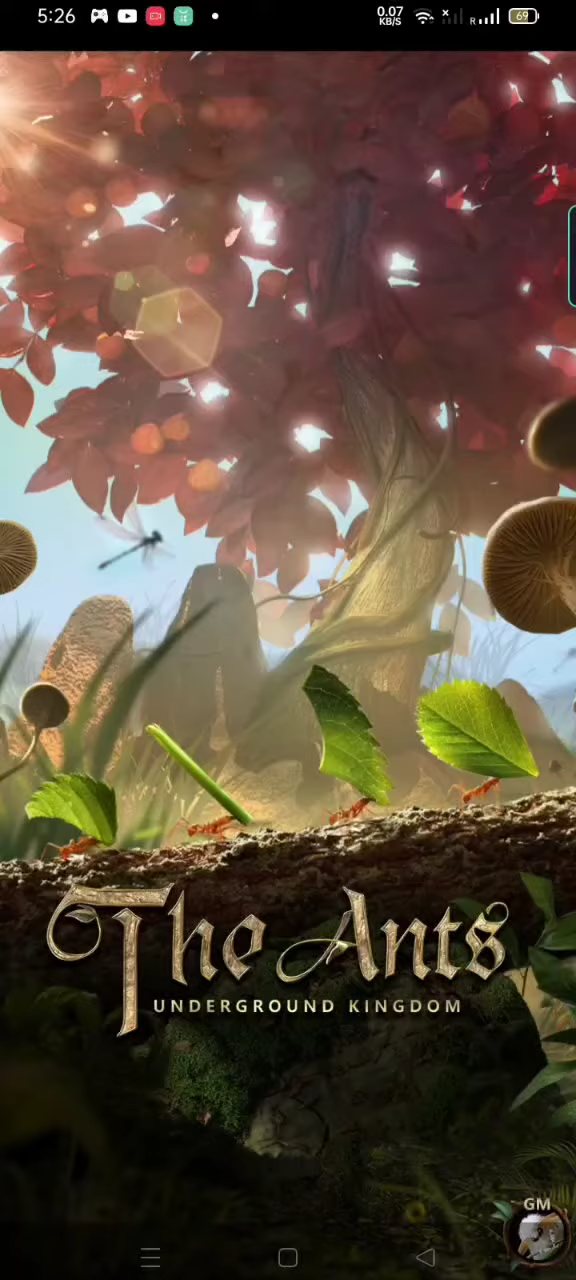 5:26
0.07
KB/S
R
69
The Ants
UNDERGROUND KINGDOM
GM